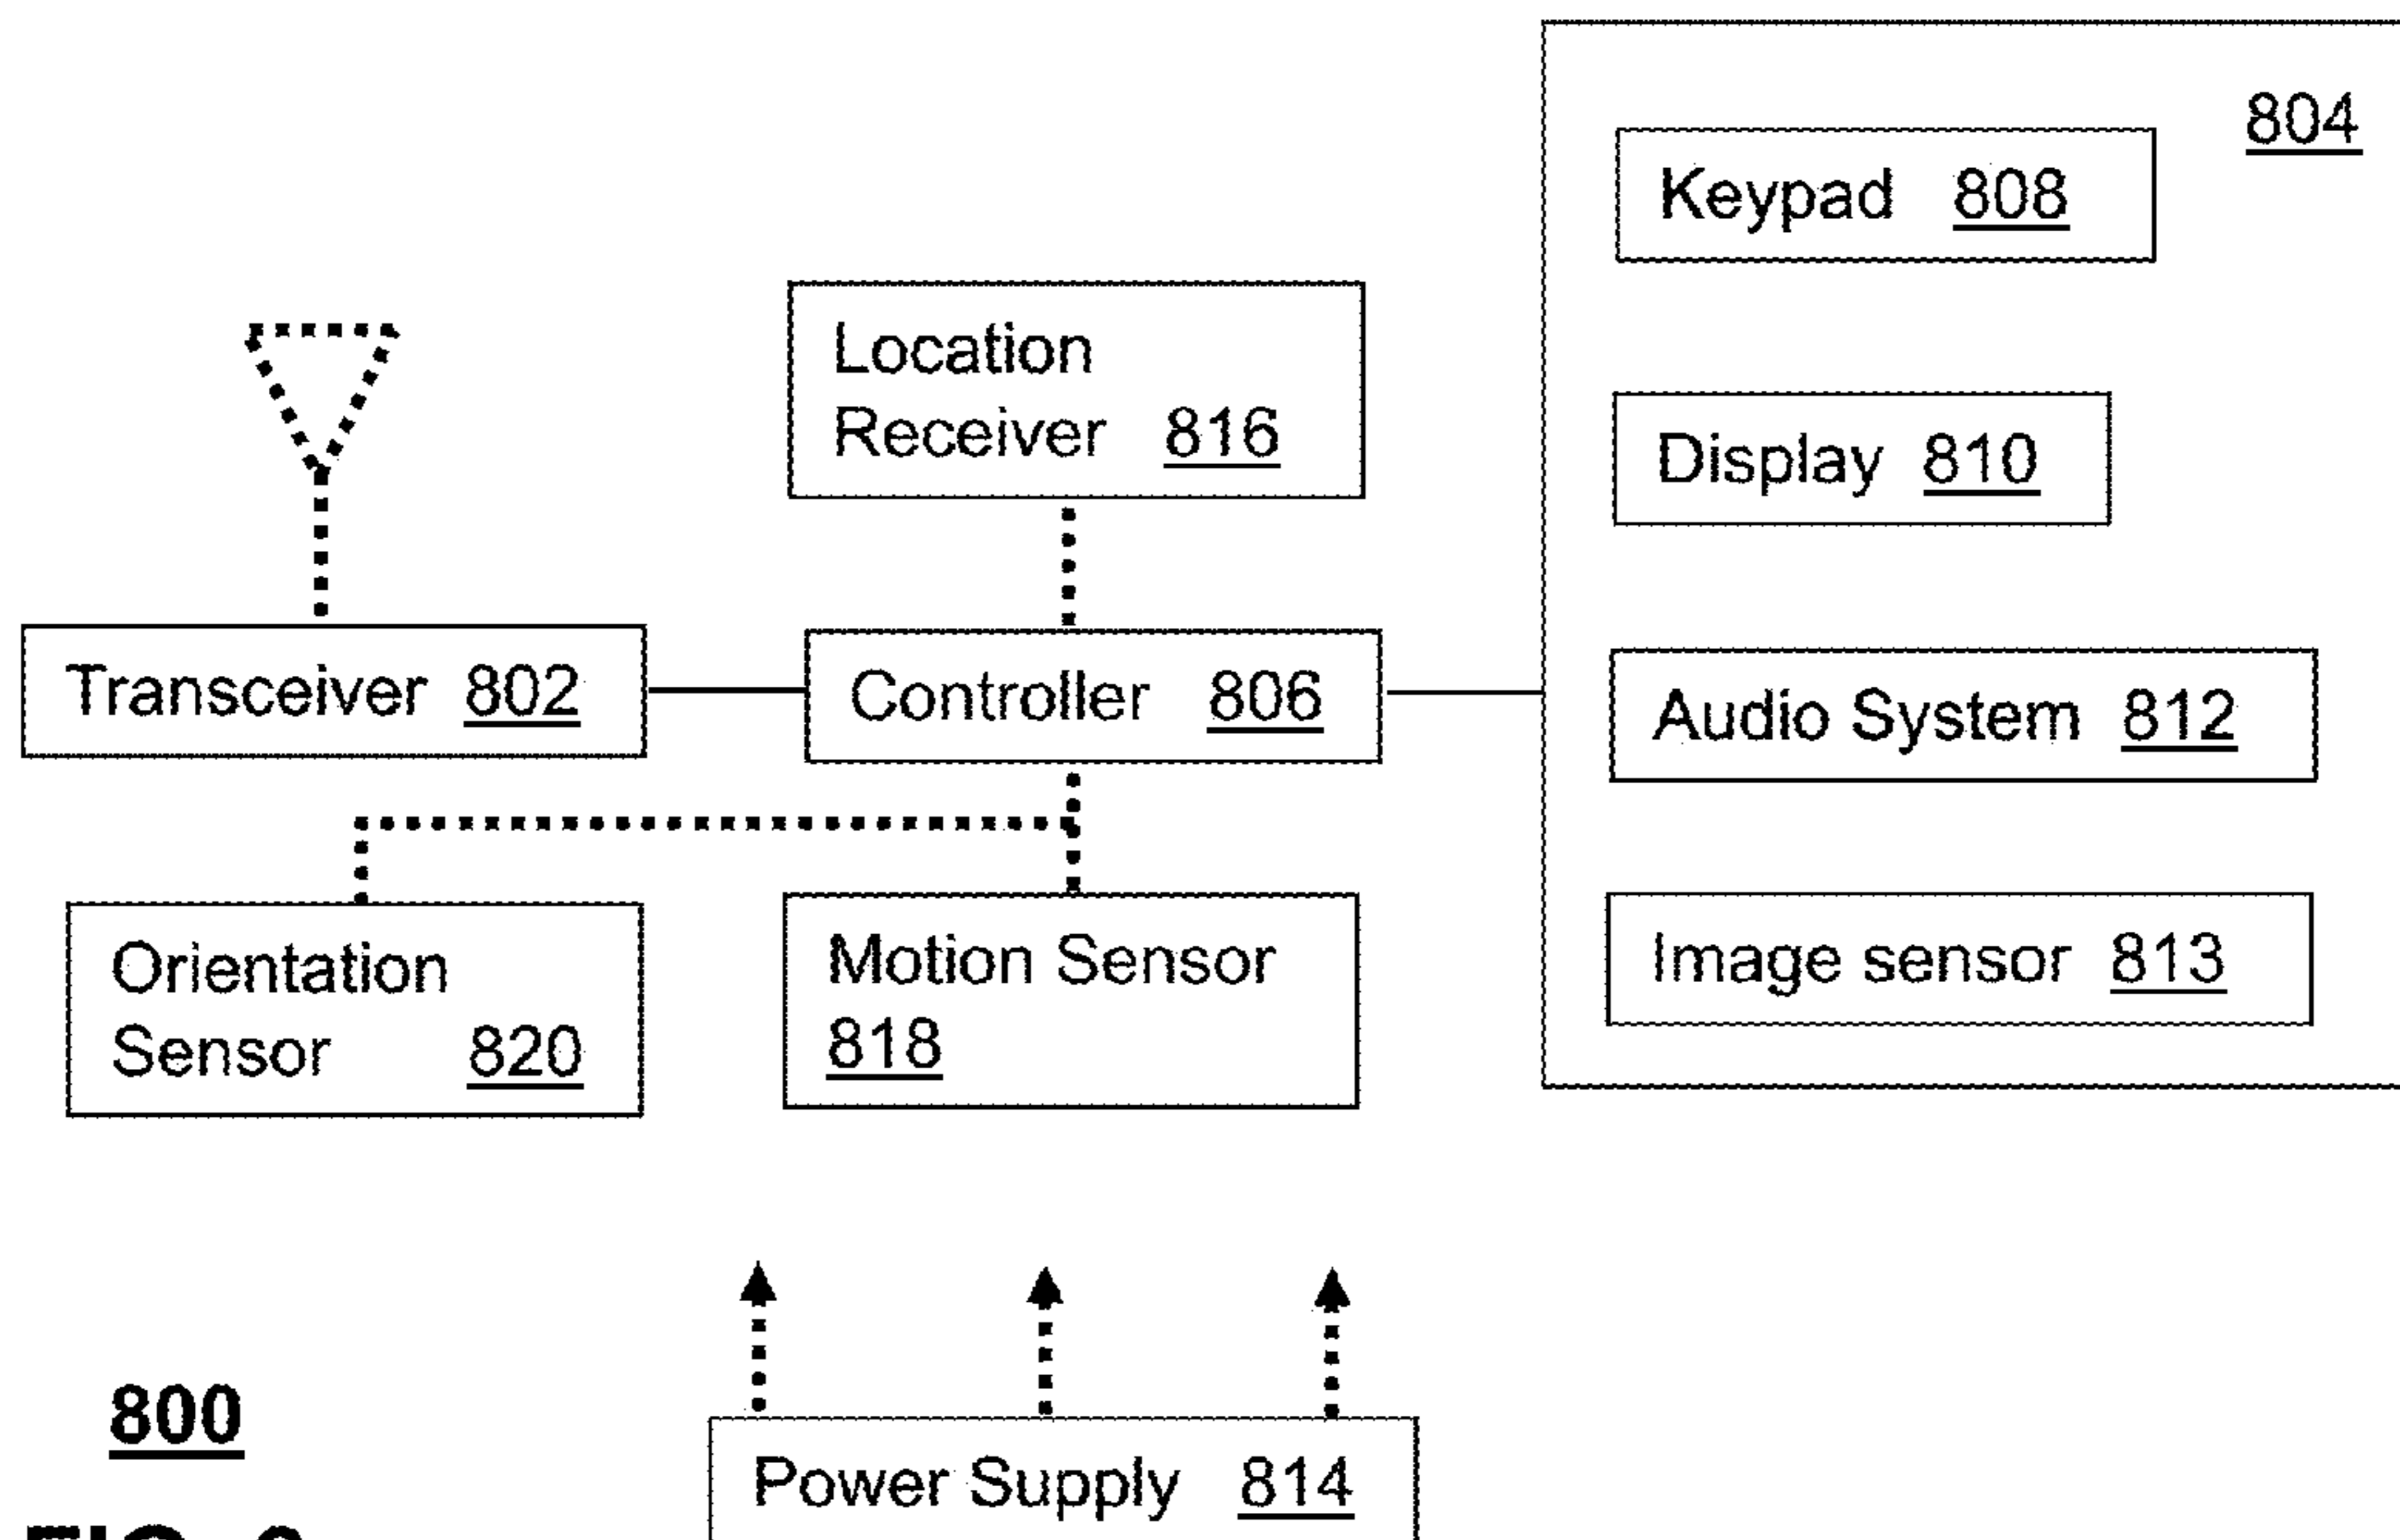 804
Keypad 808
Location
Receiver 816
Display 810
Transceiver 802
Controller 806
Audio System 812
Orientation
Sensor 820
Motion Sensor
818
Image sensor 813
800
Power Supply 814